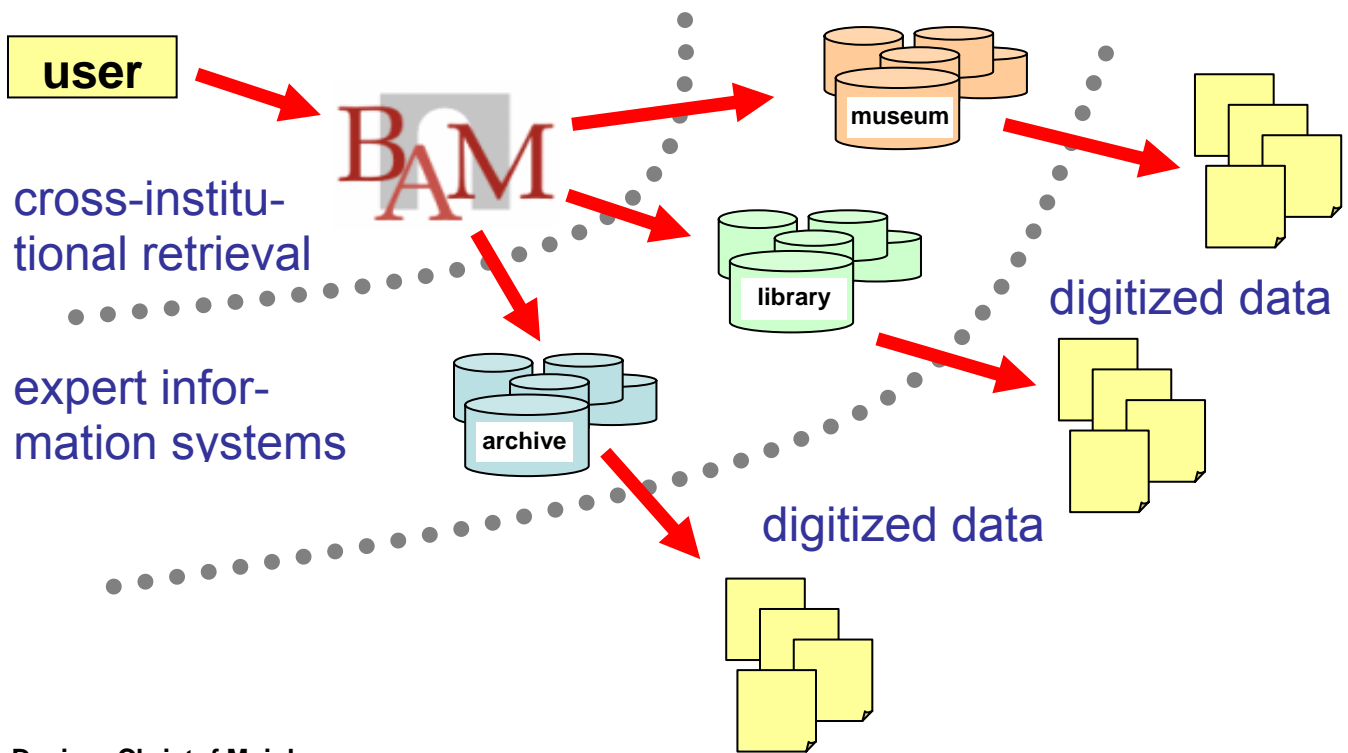 user
BAM
museum
cross-institu-
tional retrieval
library
digitized data
expert infor-
mation systems
archive
digitized data